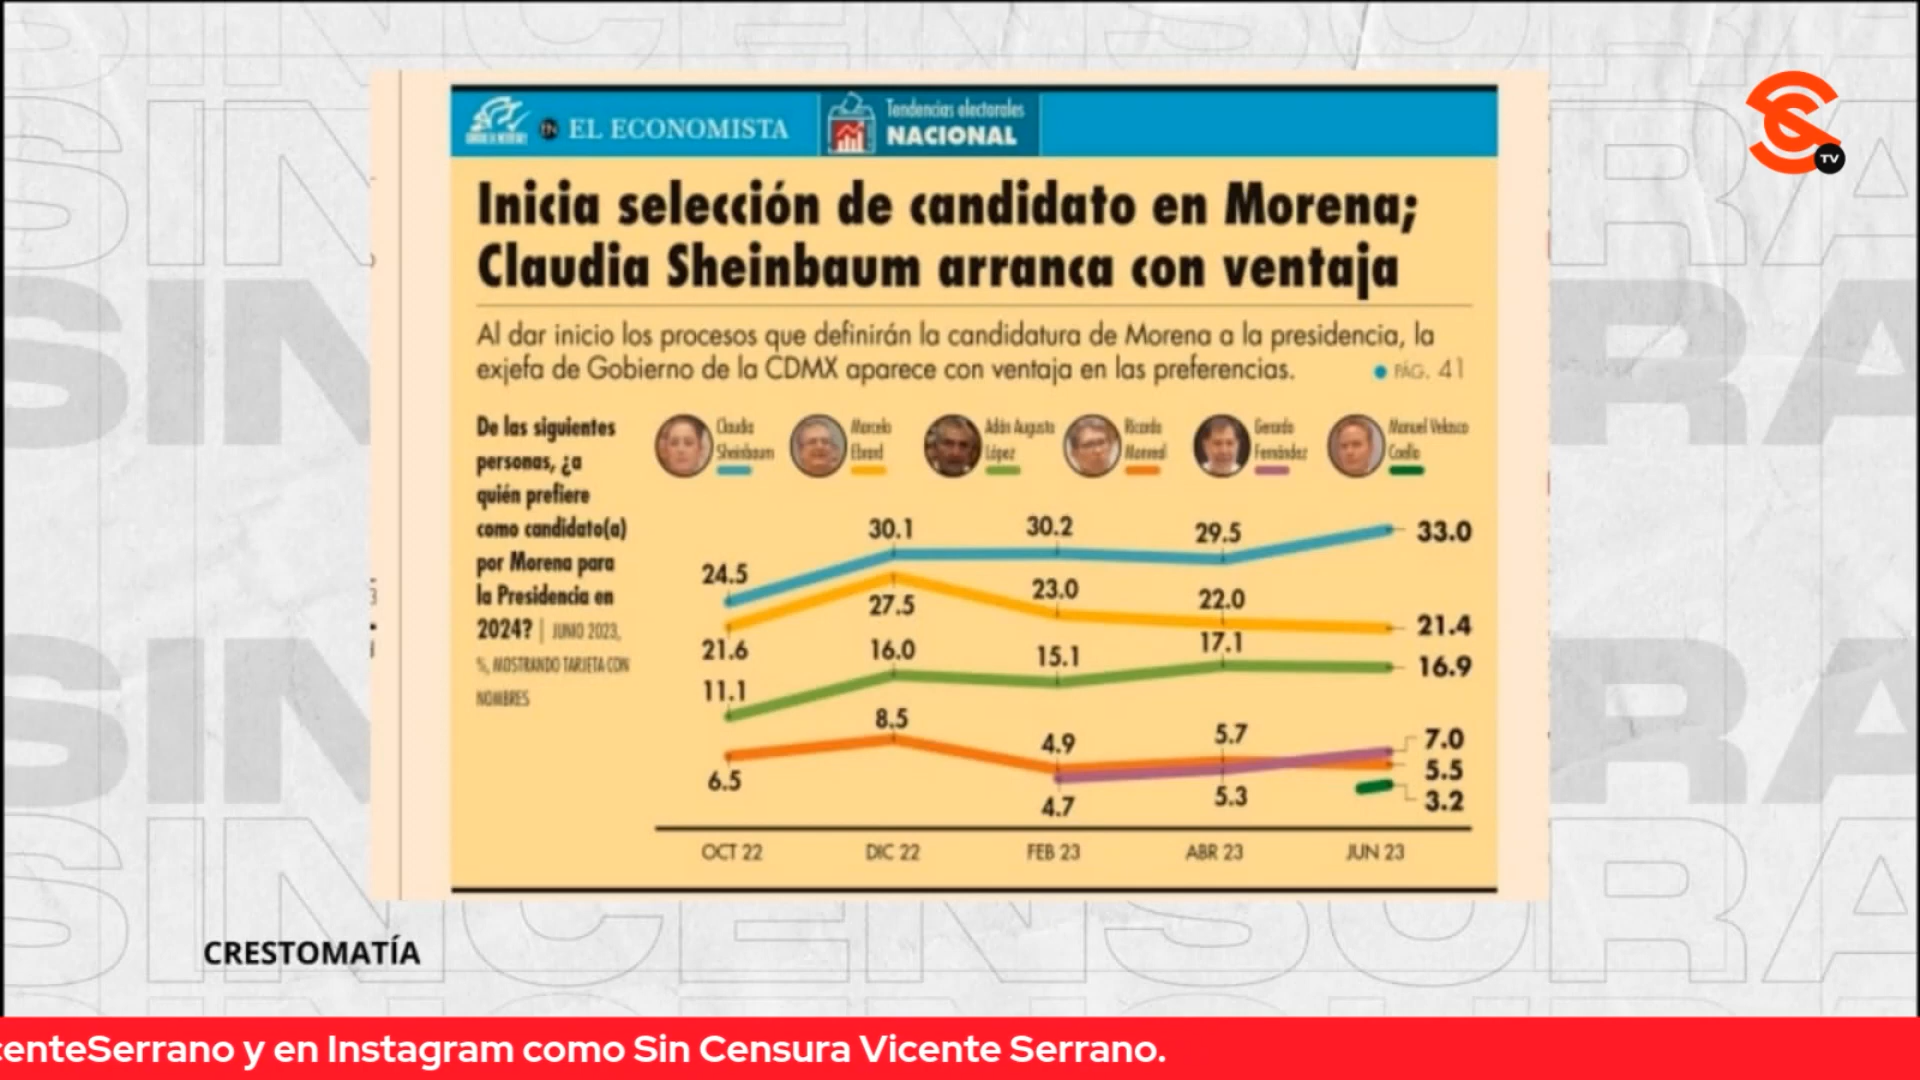 EL ECONOMISTA
Tendencias electorales
NACIONAL
TV
Inicia selección de candidato en Morena;
Claudia Sheinbaum arranca con ventaja
Al dar inicio los procesos que definirán la candidatura de Morena a la presidencia, la
exjefa de Gobierno de la CDMX aparece con ventaja en las preferencias.
PÁG. 41
De las siguientes
personas, ¿a
quién prefiere
como candidato(a)
por Morena para
la Presidencia en
2024? | JUNIO 2023,
%, MOSTRANDO TARJETA CON
NOMBRES
Claudia
Sheinbaum
Marcelo
Ebrard
Adán Augusto
López
Ricardo
Monreal
Gerardo
Fernández
Manuel Velasco
Coello
24.5
30.1
30.2
29.5
33.0
21.6
27.5
23.0
22.0
21.4
11.1
16.0
15.1
17.1
16.9
6.5
8.5
4.9
5.7
5.5
4.7
5.3
7.0
3.2
OCT 22
DIC 22
FEB 23
ABR 23
JUN 23
CRESTOMATÍA
centeSerrano y en Instagram como Sin Censura Vicente Serrano.